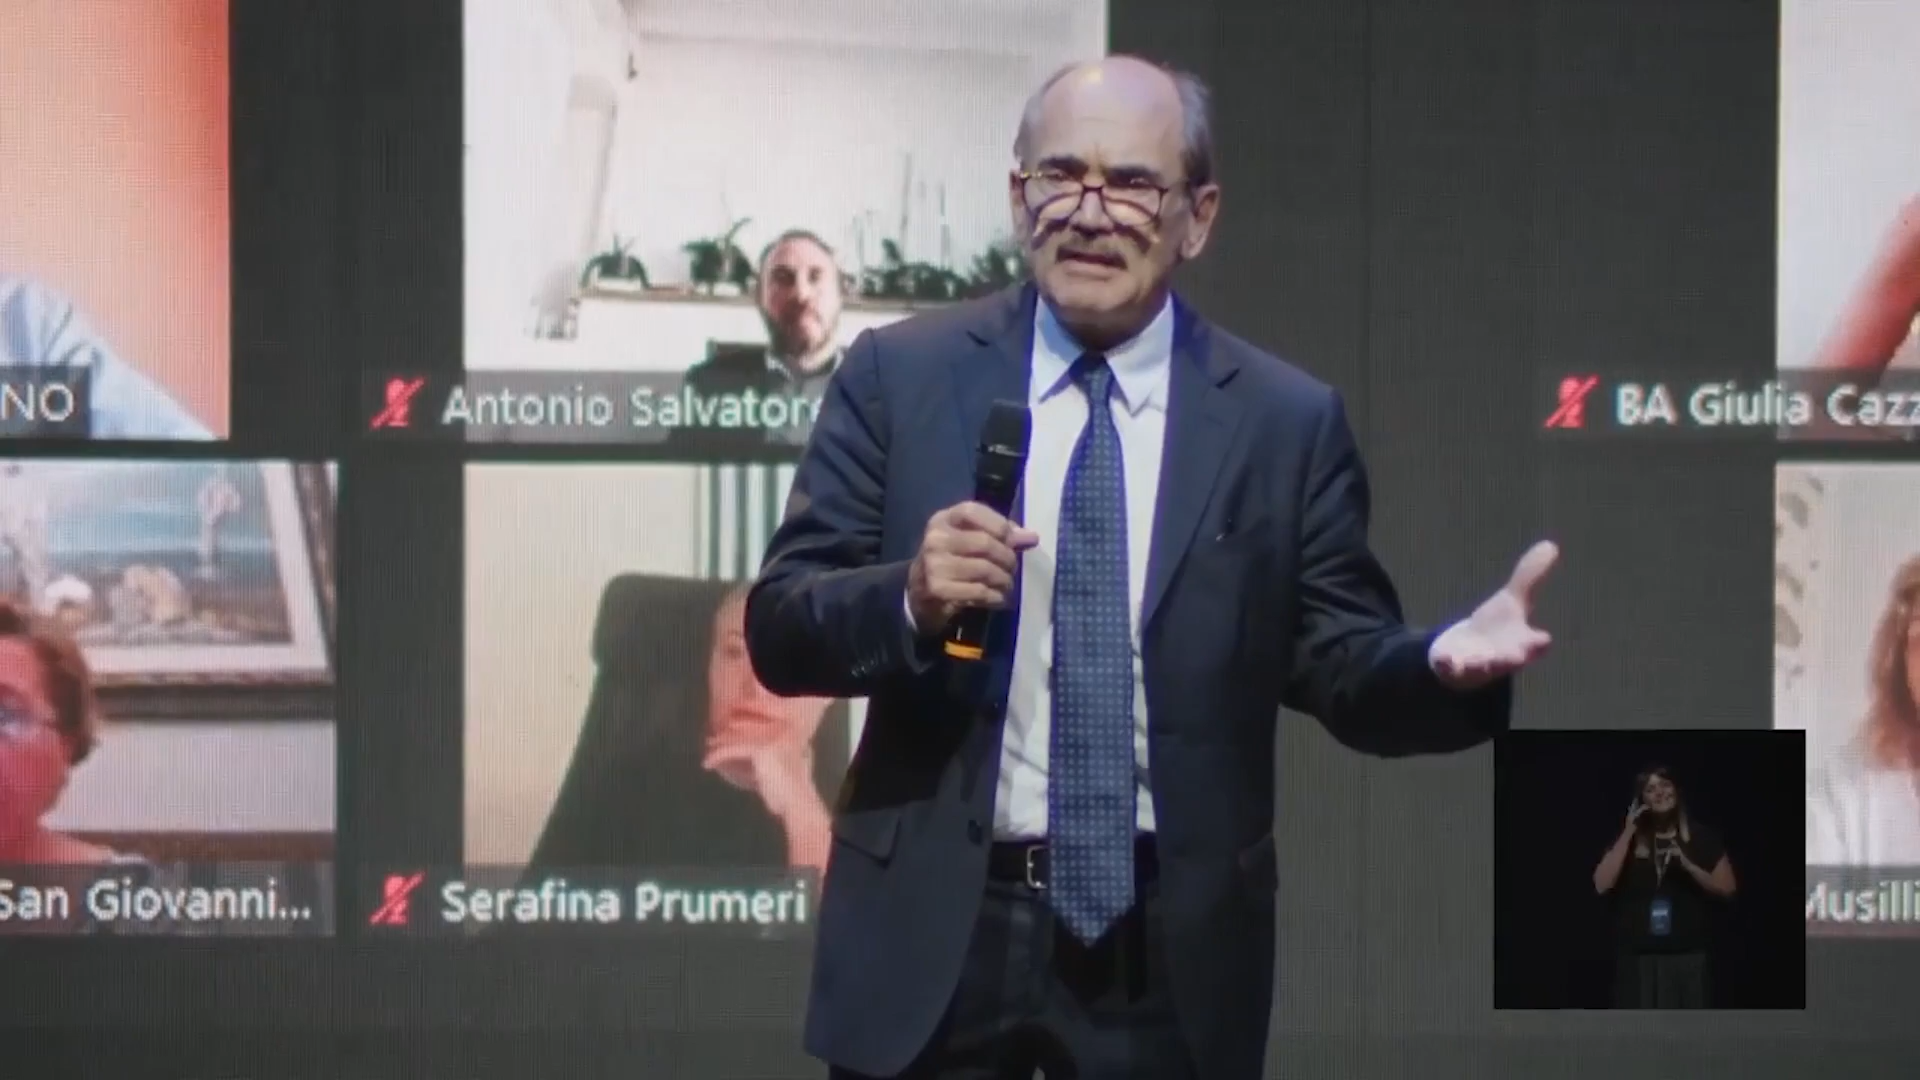 NO
Antonio Salvatore
BA Giulia Cazz
San Giovanni...
Serafina Prumeri
Musilli